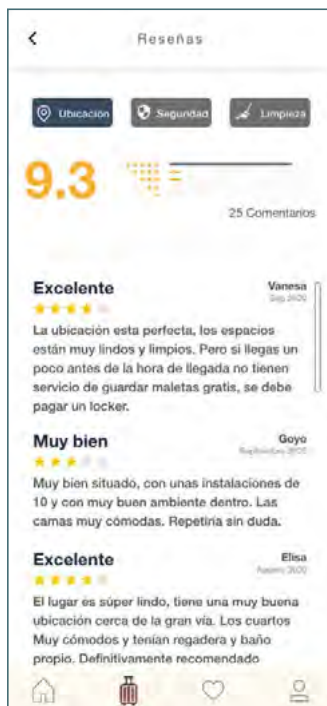 Reseñas
Ubicación Seguridad Limpieza
9.3
25 Comentarios
Excelente Vanesa
Sep 2020
La ubicación esta perfecta, los espacios
están muy lindos y limpios. Pero si llegas un
poco antes de la hora de llegada no tienen
servicio de guardar maletas gratis, se debe
pagar un locker.
Muy bien Goyo
Muy bien situado, con unas instalaciones de
10 y con muy buen ambiente dentro. Las
camas muy cómodas. Repetiria sin duda.
Excelente Elisa
El lugar es súper lindo, tiene una muy buena
ubicación cerca de la gran vía. Los cuartos
Muy cómodos y tenían regadera y baño
propio. Definitivamente recomendado